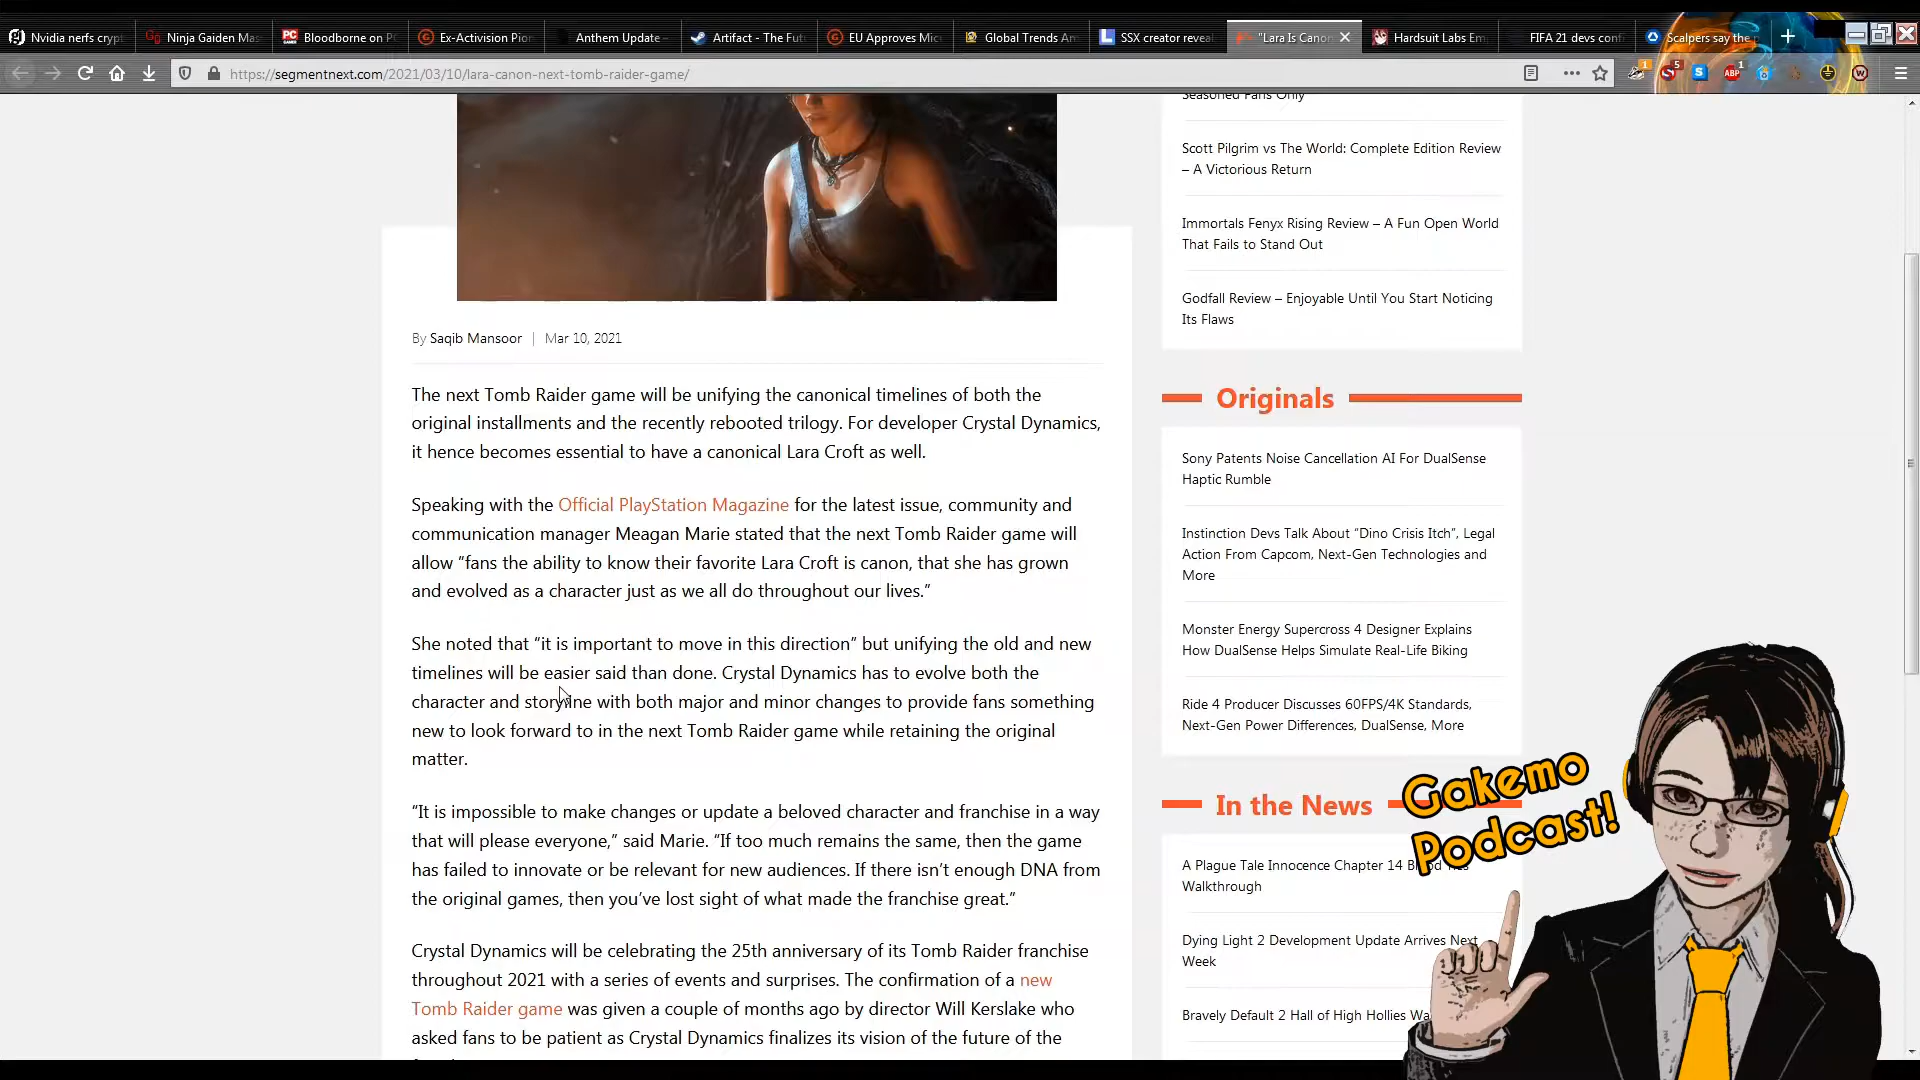 Nvidia nerfs crypt
Ninja Gaiden Mas
Bloodborne on P
Ex-Activision Pion
Anthem Update –
Artifact - The Fut
EU Approves Mic
Global Trends An
SSX creator reveal
"Lara Is Canon
Hardsuit Labs Em
FIFA 21 devs conf
Scalpers say the p
https://segmentnext.com/2021/03/10/lara-canon-next-tomb-raider-game/
By Saqib Mansoor | Mar 10, 2021
The next Tomb Raider game will be unifying the canonical timelines of both the
original installments and the recently rebooted trilogy. For developer Crystal Dynamics,
it hence becomes essential to have a canonical Lara Croft as well.
Speaking with the Official PlayStation Magazine for the latest issue, community and
communication manager Meagan Marie stated that the next Tomb Raider game will
allow “fans the ability to know their favorite Lara Croft is canon, that she has grown
and evolved as a character just as we all do throughout our lives.”
She noted that “it is important to move in this direction” but unifying the old and new
timelines will be easier said than done. Crystal Dynamics has to evolve both the
character and storyline with both major and minor changes to provide fans something
new to look forward to in the next Tomb Raider game while retaining the original
matter.
“It is impossible to make changes or update a beloved character and franchise in a way
that will please everyone,” said Marie. “If too much remains the same, then the game
has failed to innovate or be relevant for new audiences. If there isn’t enough DNA from
the original games, then you’ve lost sight of what made the franchise great.”
Crystal Dynamics will be celebrating the 25th anniversary of its Tomb Raider franchise
throughout 2021 with a series of events and surprises. The confirmation of a new
Tomb Raider game was given a couple of months ago by director Will Kerslake who
asked fans to be patient as Crystal Dynamics finalizes its vision of the future of the
Seasoned Fans Only
Scott Pilgrim vs The World: Complete Edition Review
– A Victorious Return
Immortals Fenyx Rising Review – A Fun Open World
That Fails to Stand Out
Godfall Review – Enjoyable Until You Start Noticing
Its Flaws
Originals
Sony Patents Noise Cancellation AI For DualSense
Haptic Rumble
Instinction Devs Talk About “Dino Crisis Itch”, Legal
Action From Capcom, Next-Gen Technologies and
More
Monster Energy Supercross 4 Designer Explains
How DualSense Helps Simulate Real-Life Biking
Ride 4 Producer Discusses 60FPS/4K Standards,
Next-Gen Power Differences, DualSense, More
In the News
A Plague Tale Innocence Chapter 14
Walkthrough
Dying Light 2 Development Update Arrives Next
Week
Bravely Default 2 Hall of High Hollies Wa
Gakemo
Podcast!